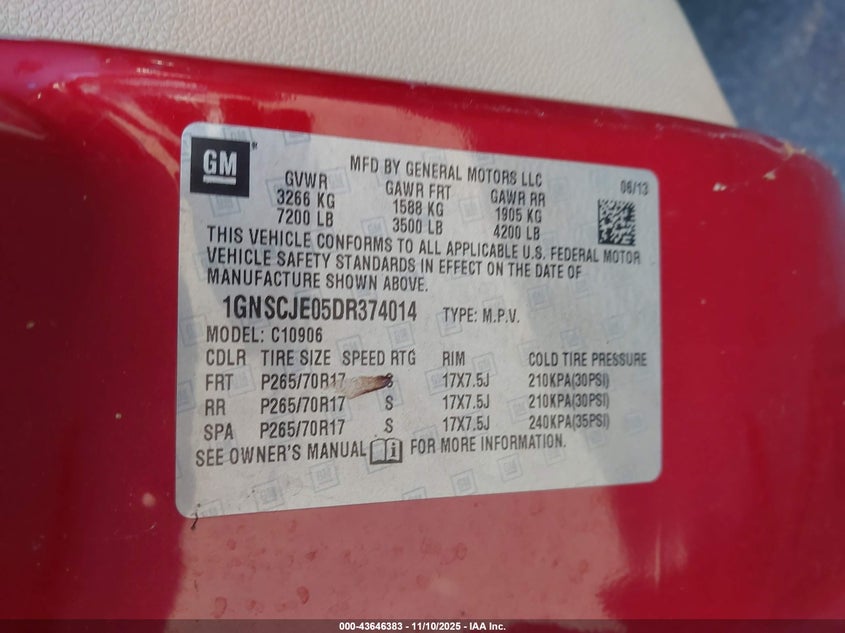 GM
MFD BY GENERAL MOTORS LLC
GVWR GAWR FRT GAWR RR 06/13
3266 KG 1588 KG 1905 KG
7200 LB 3500 LB 4200 LB
THIS VEHICLE CONFORMS TO ALL APPLICABLE U.S. FEDERAL MOTOR
VEHICLE SAFETY STANDARDS IN EFFECT ON THE DATE OF
MANUFACTURE SHOWN ABOVE.
1GNSCJE05DR374014 TYPE: M.P.V.
MODEL: C10906
CDLR TIRE SIZE SPEED RTG RIM COLD TIRE PRESSURE
FRT P265/70R17 S 17X7.5J 210KPA(30PSI)
RR P265/70R17 S 17X7.5J 210KPA(30PSI)
SPA P265/70R17 S 17X7.5J 240KPA(35PSI)
SEE OWNER'S MANUAL FOR MORE INFORMATION.
000-43646383 - 11/10/2025 - IAA Inc.